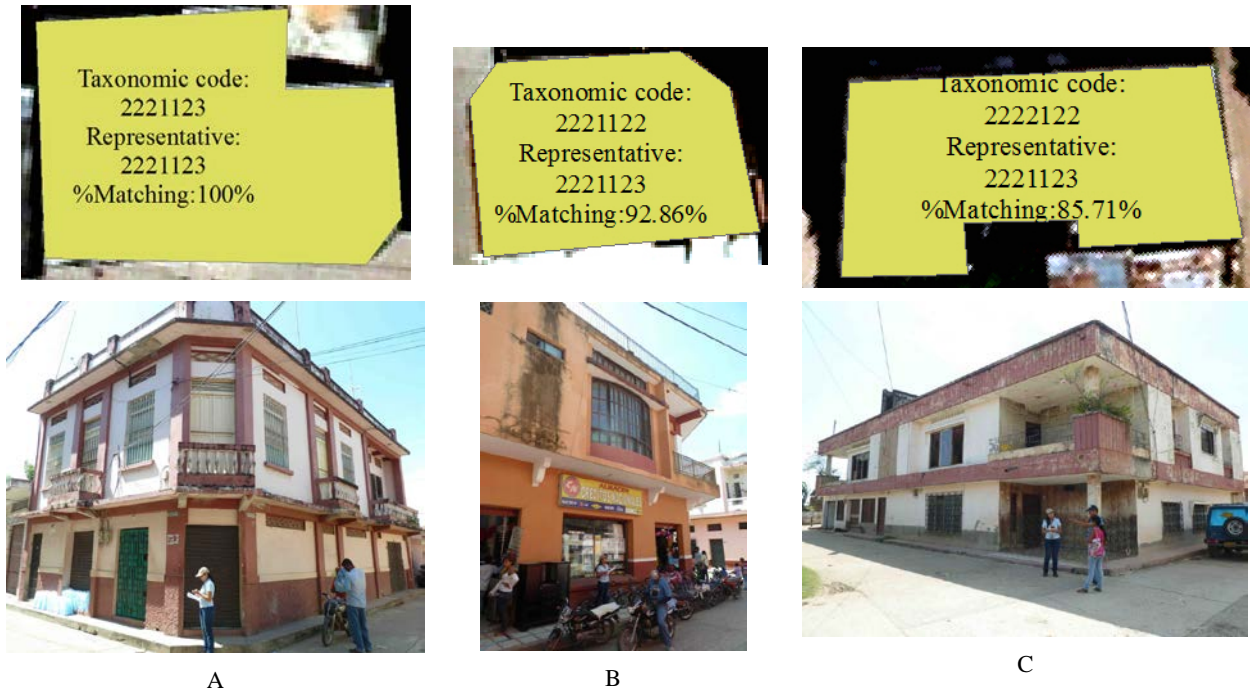 Taxonomic code:
2221123
Representative:
2221123
%Matching:100%
Taxonomic code:
2221122
Representative:
2221123
%Matching:92.86%
Taxonomic code:
2222122
Representative:
2221123
%Matching:85.71%
A
B
C